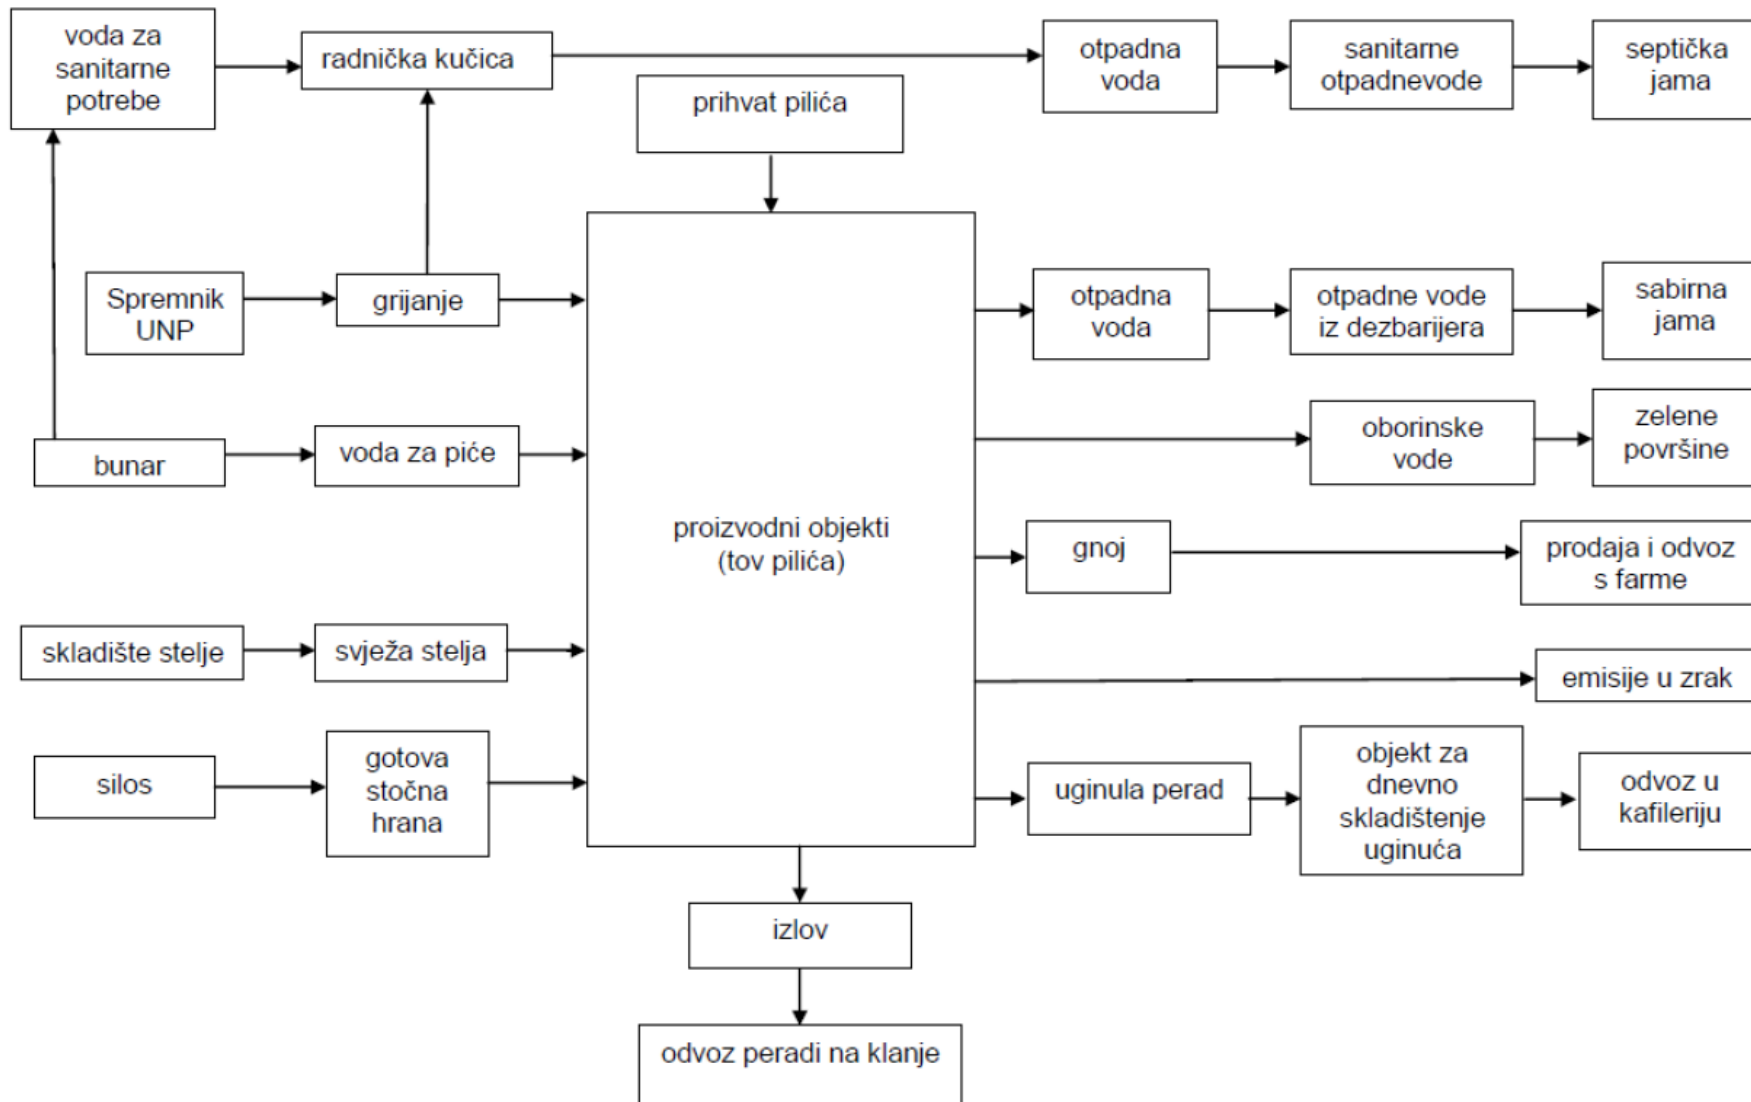 voda za
sanitarne
potrebe
radnička kućica
otpadna
voda
sanitarne
otpadnevode
septička
jama
prihvat pilića
Spremnik
UNP
grijanje
otpadna
voda
otpadne vode
iz dezbarijera
sabirna
jama
bunar
voda za piće
oborinske
vode
zelene
površine
proizvodni objekti
(tov pilića)
gnoj
prodaja i odvoz
s farme
skladište stelje
svježa stelja
emisije u zrak
silos
gotova
stočna
hrana
uginula perad
objekt za
dnevno
skladištenje
uginuća
odvoz u
kafileriju
izlov
odvoz peradi na klanje